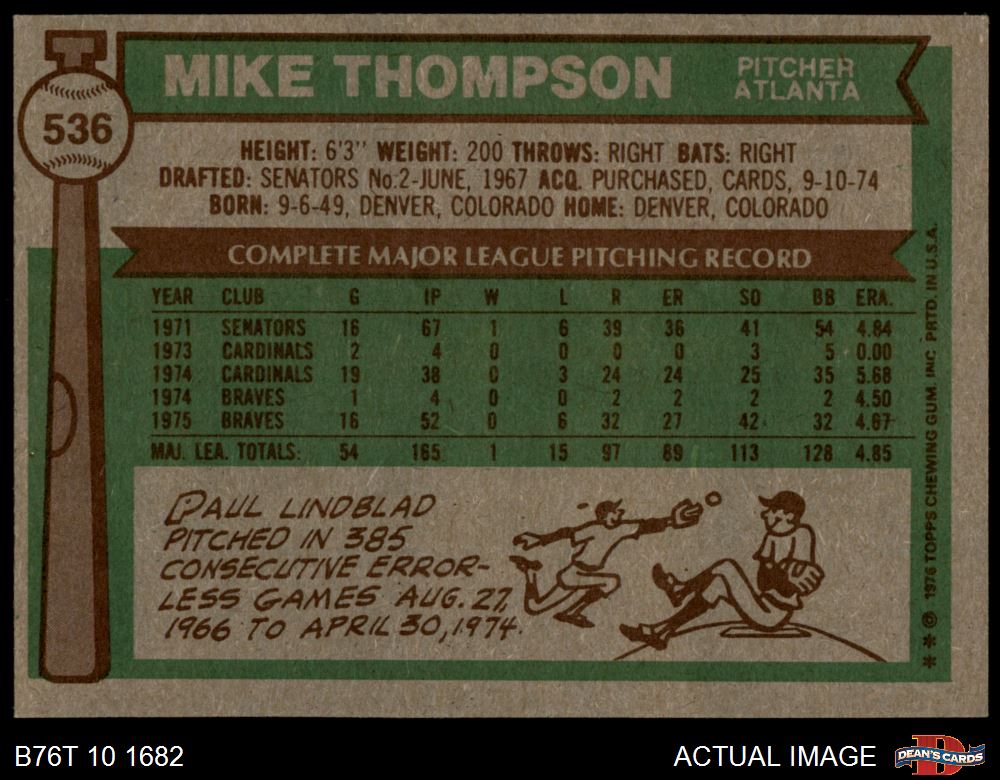 536
MIKE THOMPSON
PITCHER
ATLANTA
HEIGHT: 6'3" WEIGHT: 200 THROWS: RIGHT BATS: RIGHT
DRAFTED: SENATORS No.2-JUNE, 1967 ACQ. PURCHASED, CARDS, 9-10-74
BORN: 9-6-49, DENVER, COLORADO HOME: DENVER, COLORADO
COMPLETE MAJOR LEAGUE PITCHING RECORD
YEAR CLUB G IP W L R ER SO BB ERA.
1971 SENATORS 16 67 1 6 39 36 41 54 4.84
1973 CARDINALS 2 4 0 0 0 0 3 5 0.00
1974 CARDINALS 19 38 0 3 24 24 25 35 5.68
1974 BRAVES 1 4 0 0 2 2 2 2 4.50
1975 BRAVES 16 52 0 6 32 27 42 32 4.67
MAJ. LEA. TOTALS: 54 165 1 15 97 89 113 128 4.85
PAUL LINDBLAD
PITCHED IN 385
CONSECUTIVE ERROR-
LESS GAMES AUG. 27,
1966 TO APRIL 30, 1974.
* * © 1976 TOPPS CHEWING GUM, INC. PRTD. IN U.S.A.
B76T 10 1682
ACTUAL IMAGE
D
DEAN'S CARDS